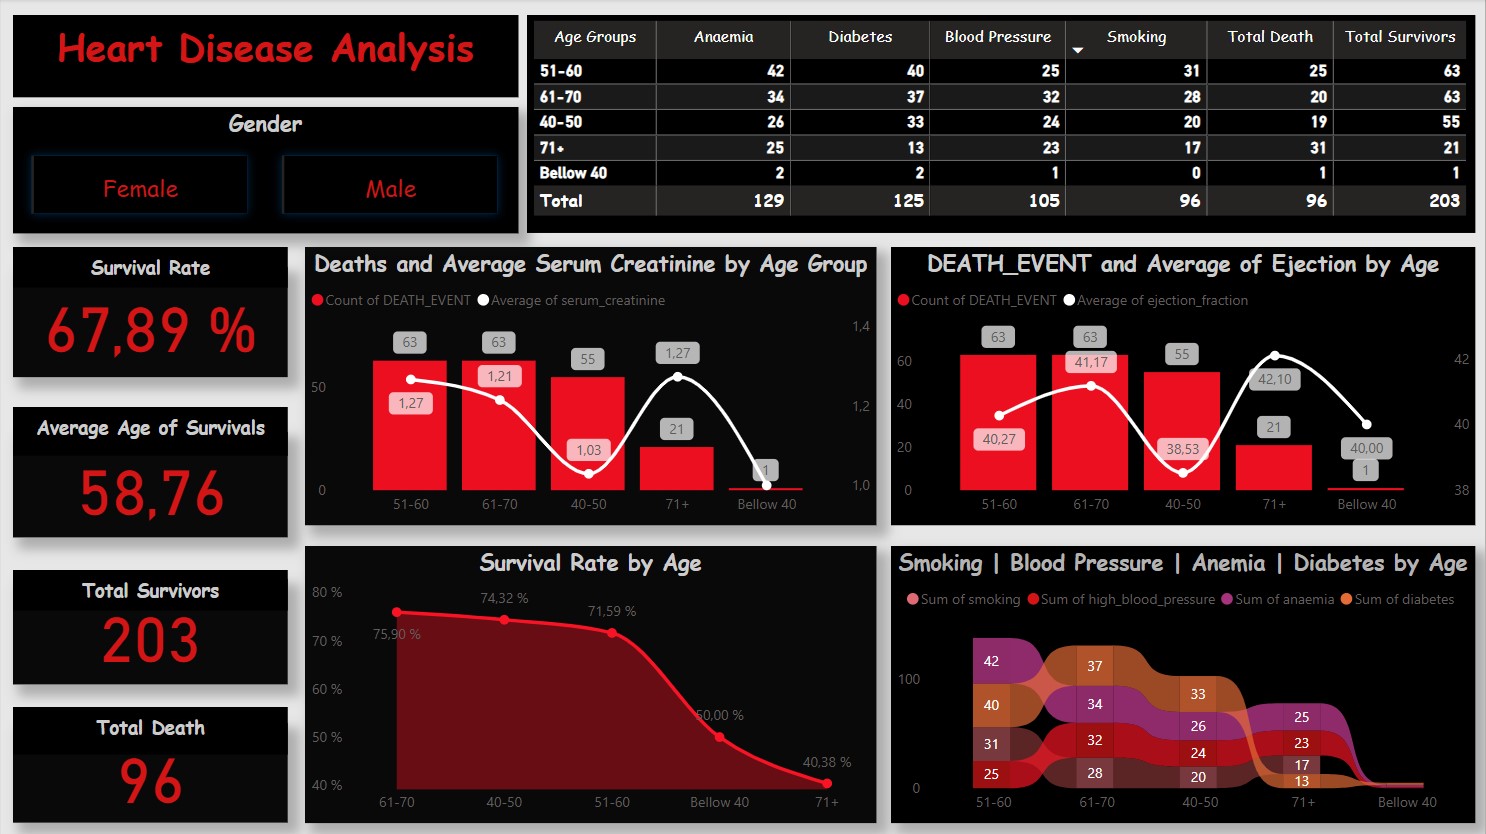 Heart Disease Analysis
Gender
Female Male
Age Groups Anaemia Diabetes Blood Pressure Smoking Total Death Total Survivors
51-60 42 40 25 31 25 63
61-70 34 37 32 28 20 63
40-50 26 33 24 20 19 55
71+ 25 13 23 17 31 21
Bellow 40 2 2 1 0 1 1
Total 129 125 105 96 96 203
Survival Rate
67,89 %
Average Age of Survivals
58,76
Total Survivors
203
Total Death
96
Deaths and Average Serum Creatinine by Age Group
Count of DEATH_EVENT Average of serum_creatinine
1,4
63 63
55 1,27
1,21
50
1,27 1,2
21
1,03
1
0 1,0
51-60 61-70 40-50 71+ Bellow 40
DEATH_EVENT and Average of Ejection by Age
Count of DEATH_EVENT Average of ejection_fraction
63 63
60 41,17 55 42
42,10
40 40
40,27 21
20 38,53 40,00
1
0 38
51-60 61-70 40-50 71+ Bellow 40
Survival Rate by Age
80 %
74,32 %
71,59 %
75,90 %
70 %
60 %
50,00 %
50 %
40,38 %
40 %
61-70 40-50 51-60 Bellow 40 71+
Smoking | Blood Pressure | Anemia | Diabetes by Age
Sum of smoking Sum of high_blood_pressure Sum of anaemia Sum of diabetes
42 37
100 33
40 34 25
26
31 32 23
24
17
25 28 20 13
0
51-60 61-70 40-50 71+ Bellow 40